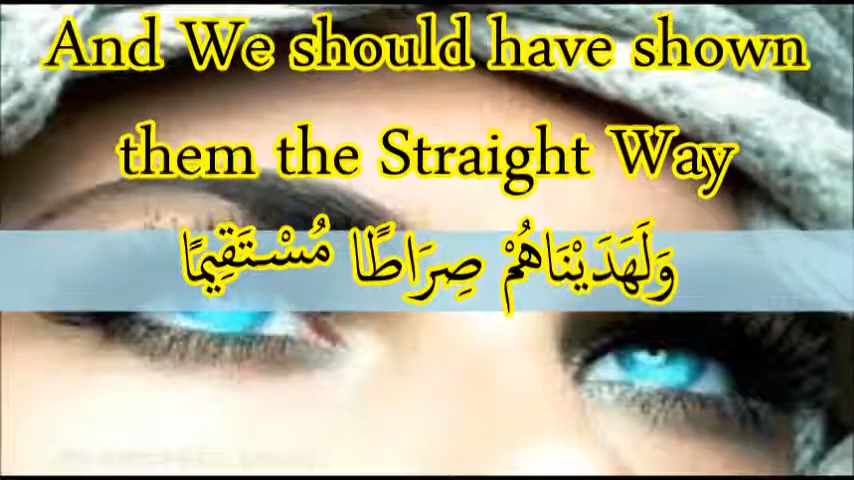 And We should have shown
them the Straight Way
وَلَهَدَيْنَاهُمْ صِرَاطًا مُسْتَقِيمًا